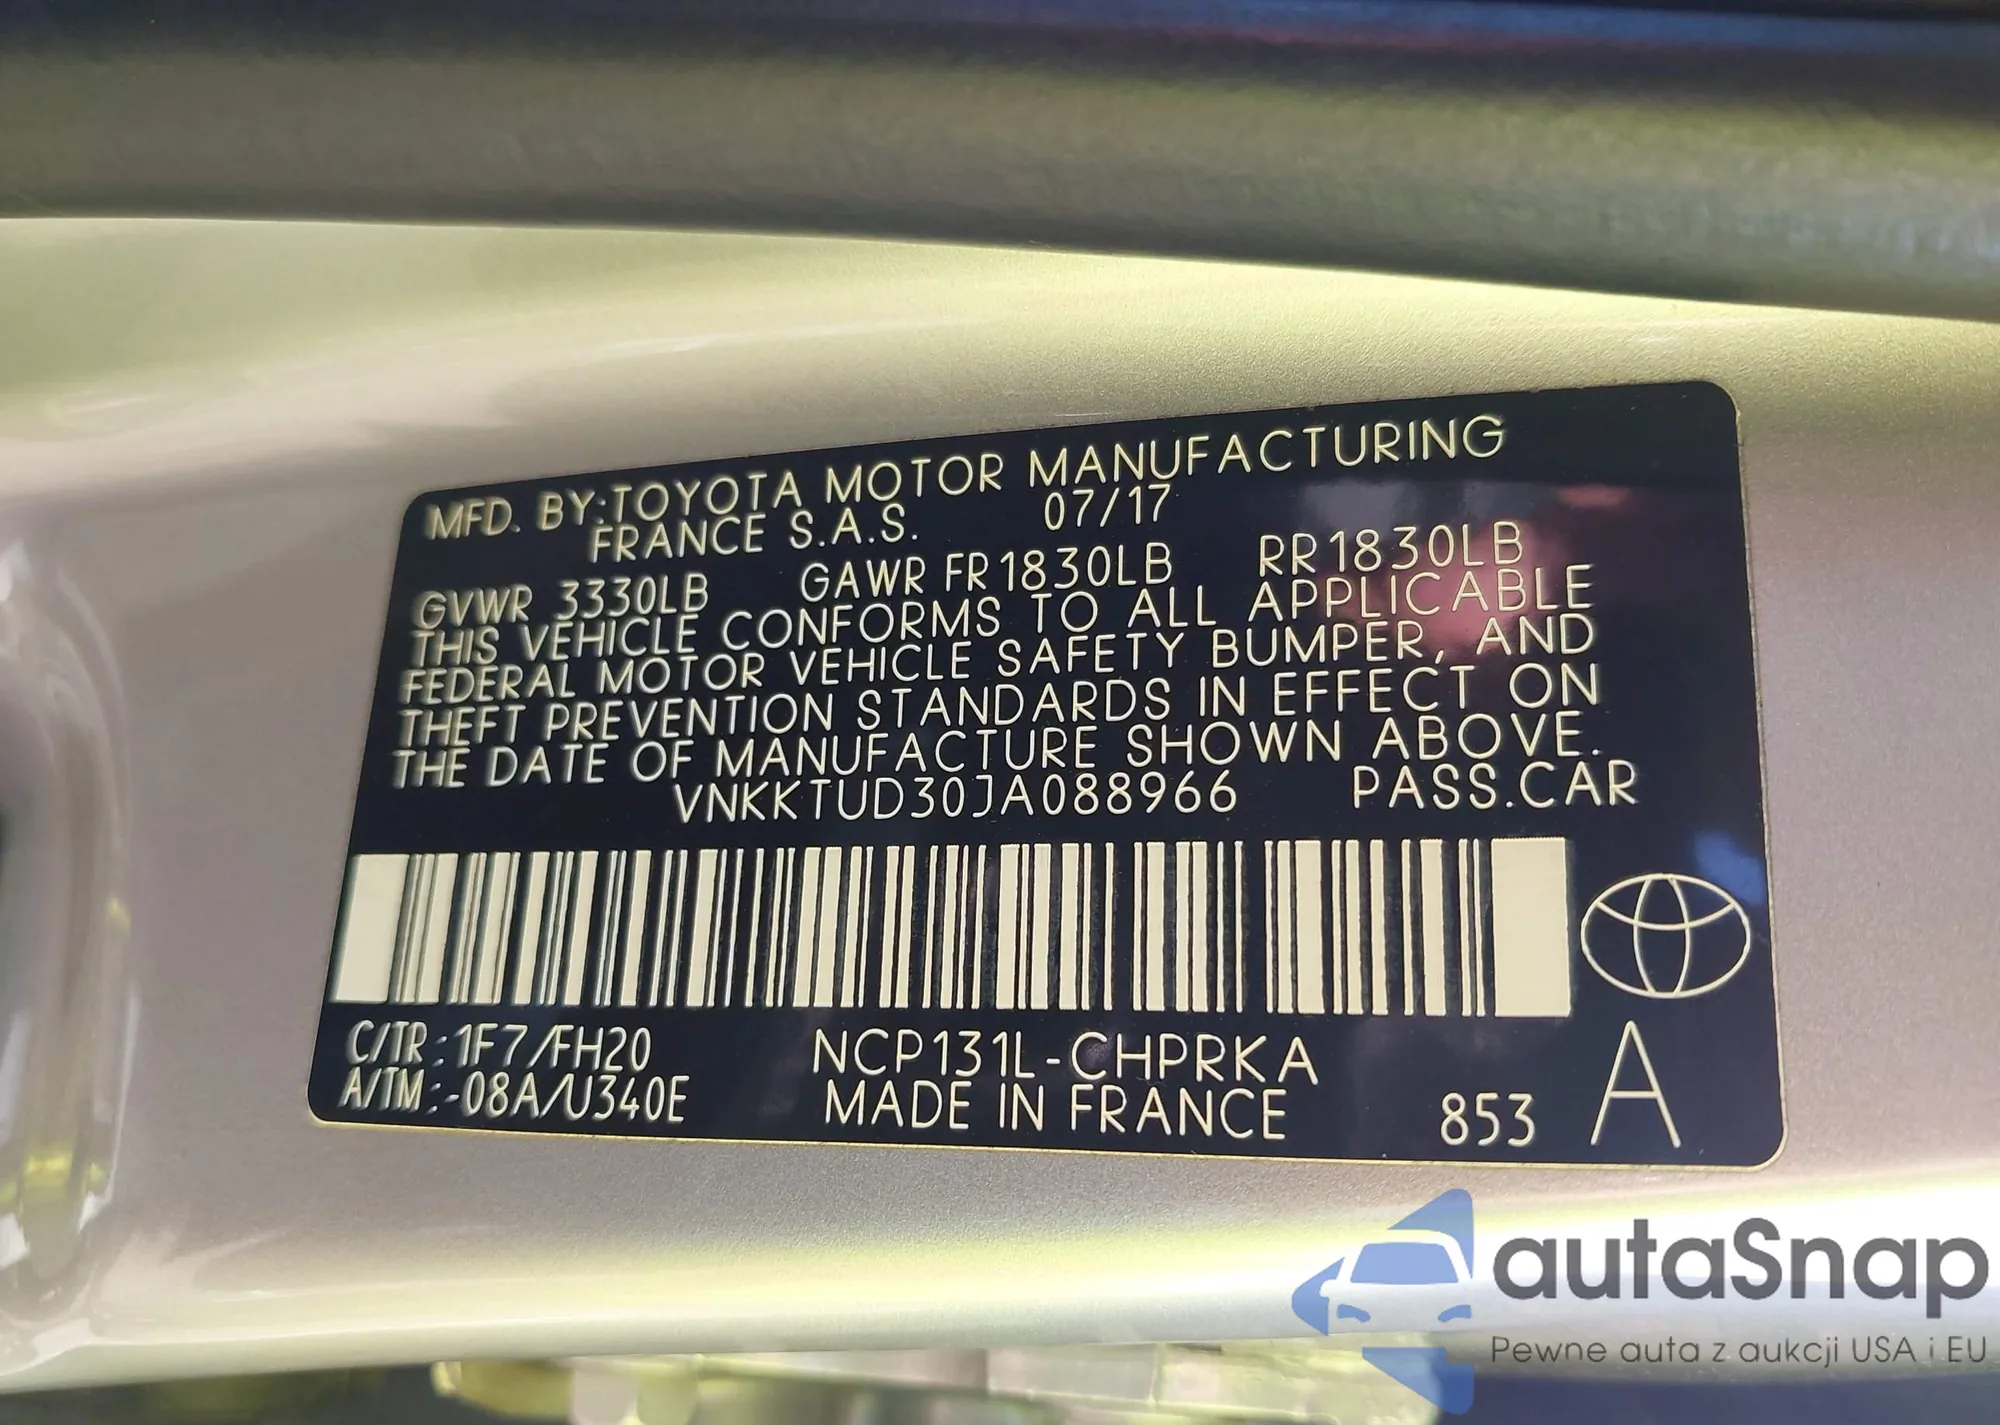 MFD. BY:TOYOTA MOTOR MANUFACTURING
FRANCE S.A.S. 07/17
GVWR 3330LB GAWR FR1830LB RR1830LB
THIS VEHICLE CONFORMS TO ALL APPLICABLE
FEDERAL MOTOR VEHICLE SAFETY BUMPER, AND
THEFT PREVENTION STANDARDS IN EFFECT ON
THE DATE OF MANUFACTURE SHOWN ABOVE.
VNKKTUD30JA088966 PASS.CAR
C/TR:1F7/FH20 NCP131L-CHPRKA
A/TM:-08A/U340E MADE IN FRANCE 853 A
autaSnap
Pewne auta z aukcji USA i EU